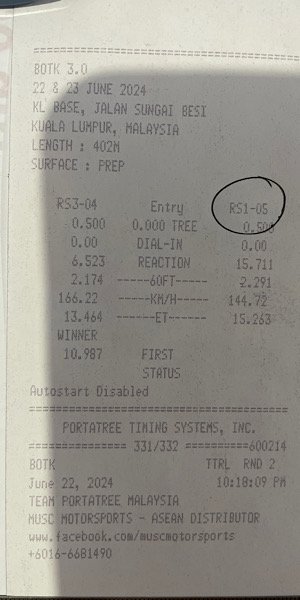 BOTK 3.0
22 & 23 JUNE 2024
KL BASE, JALAN SUNGAI BESI
KUALA LUMPUR, MALAYSIA
LENGTH : 402M
SURFACE : PREP
RS3-04 Entry RS1-05
0.500 0.000 TREE 0.500
0.00 DIAL-IN 0.00
6.523 REACTION 15.711
2.174 -----60FT----- 2.291
166.22 -----KM/H----- 144.72
13.464 ------ET------ 15.263
WINNER
10.987 FIRST
STATUS
Autostart Disabled
PORTATREE TIMING SYSTEMS, INC.
=============== 331/332 ==========600214
BOTK TTRL RND 2
June 22, 2024 10:18:09 PM
TEAM PORTATREE MALAYSIA
MUSC MOTORSPORTS - ASEAN DISTRIBUTOR
www.facebook.com/muscmotorsports
+6016-6681490